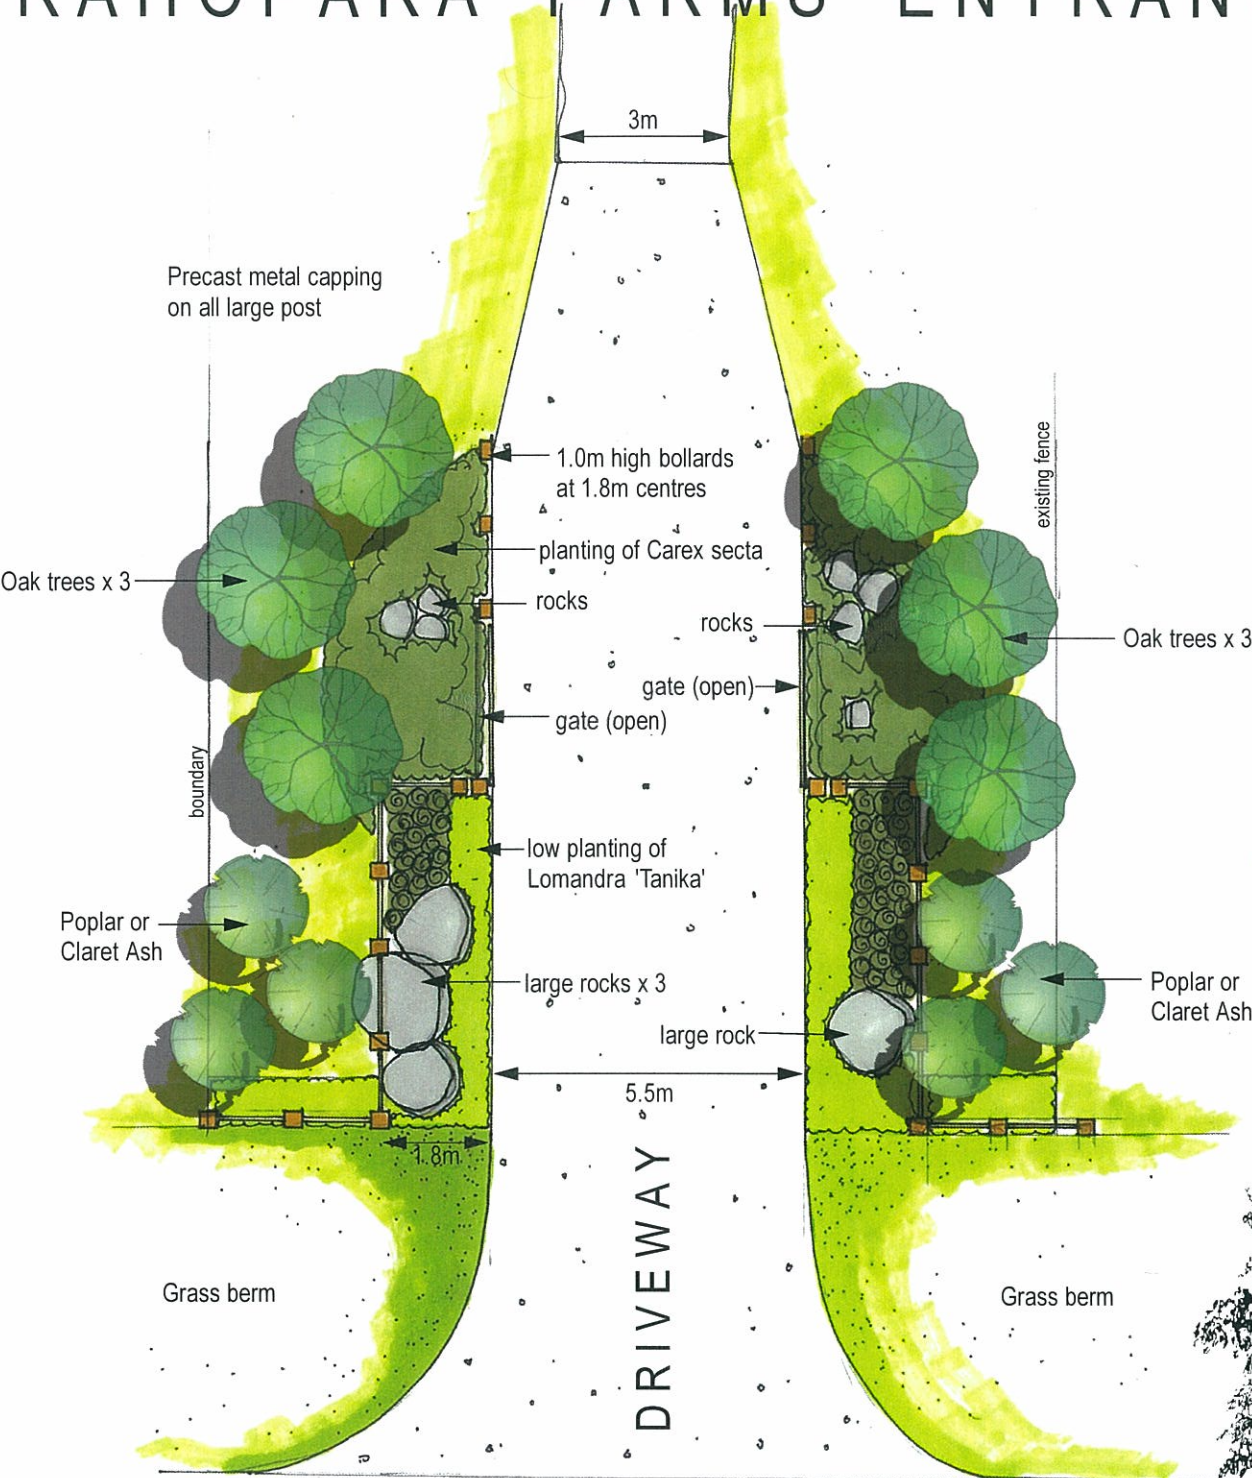 RAHOPARA FARMS ENTRAN
3m
Precast metal capping
on all large post
1.0m high bollards
at 1.8m centres
existing fence
planting of Carex secta
Oak trees x 3
rocks
rocks
Oak trees x 3
gate (open)
gate (open)
boundary
low planting of
Lomandra 'Tanika'
Poplar or
Claret Ash
large rocks x 3
Poplar or
Claret Ash
large rock
5.5m
1.8m
DRIVEWAY
Grass berm
Grass berm